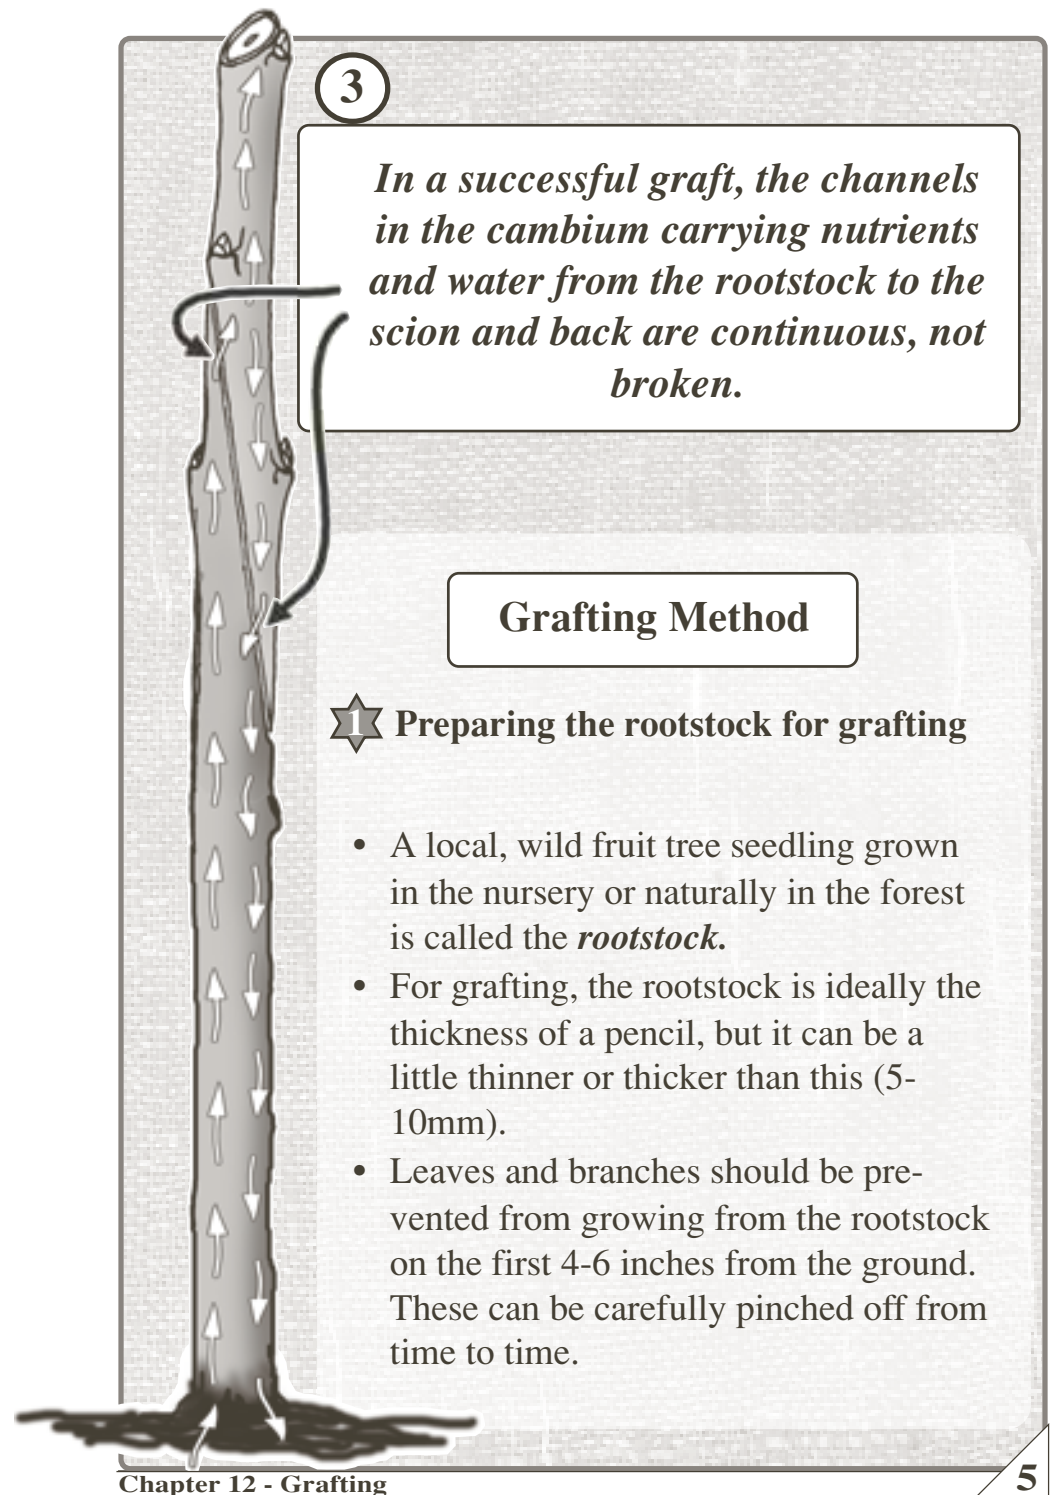 3
In a successful graft, the channels
in the cambium carrying nutrients
and water from the rootstock to the
scion and back are continuous, not
broken.
Grafting Method
1 Preparing the rootstock for grafting
• A local, wild fruit tree seedling grown
in the nursery or naturally in the forest
is called the rootstock.
• For grafting, the rootstock is ideally the
thickness of a pencil, but it can be a
little thinner or thicker than this (5-
10mm).
• Leaves and branches should be pre-
vented from growing from the rootstock
on the first 4-6 inches from the ground.
These can be carefully pinched off from
time to time.
Chapter 12 - Grafting
5